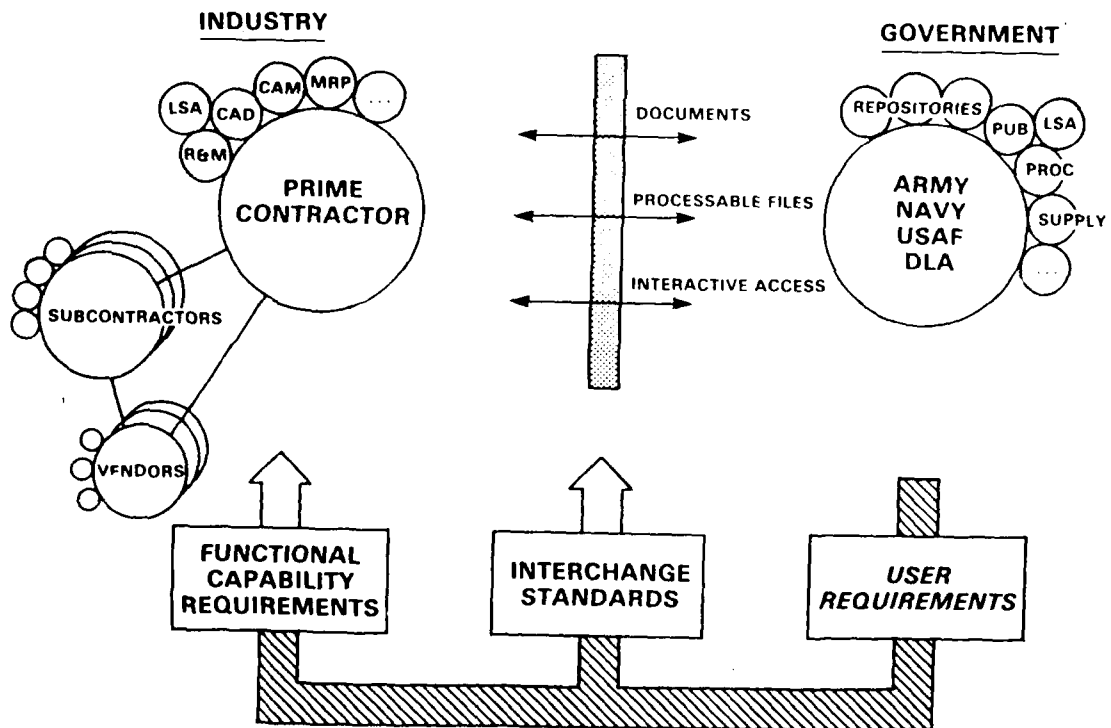 INDUSTRY
GOVERNMENT
LSA
CAD
CAM
MRP
...
R&M
PRIME
CONTRACTOR
SUBCONTRACTORS
VENDORS
DOCUMENTS
PROCESSABLE FILES
INTERACTIVE ACCESS
REPOSITORIES
PUB
LSA
PROC
SUPPLY
...
ARMY
NAVY
USAF
DLA
FUNCTIONAL
CAPABILITY
REQUIREMENTS
INTERCHANGE
STANDARDS
USER
REQUIREMENTS